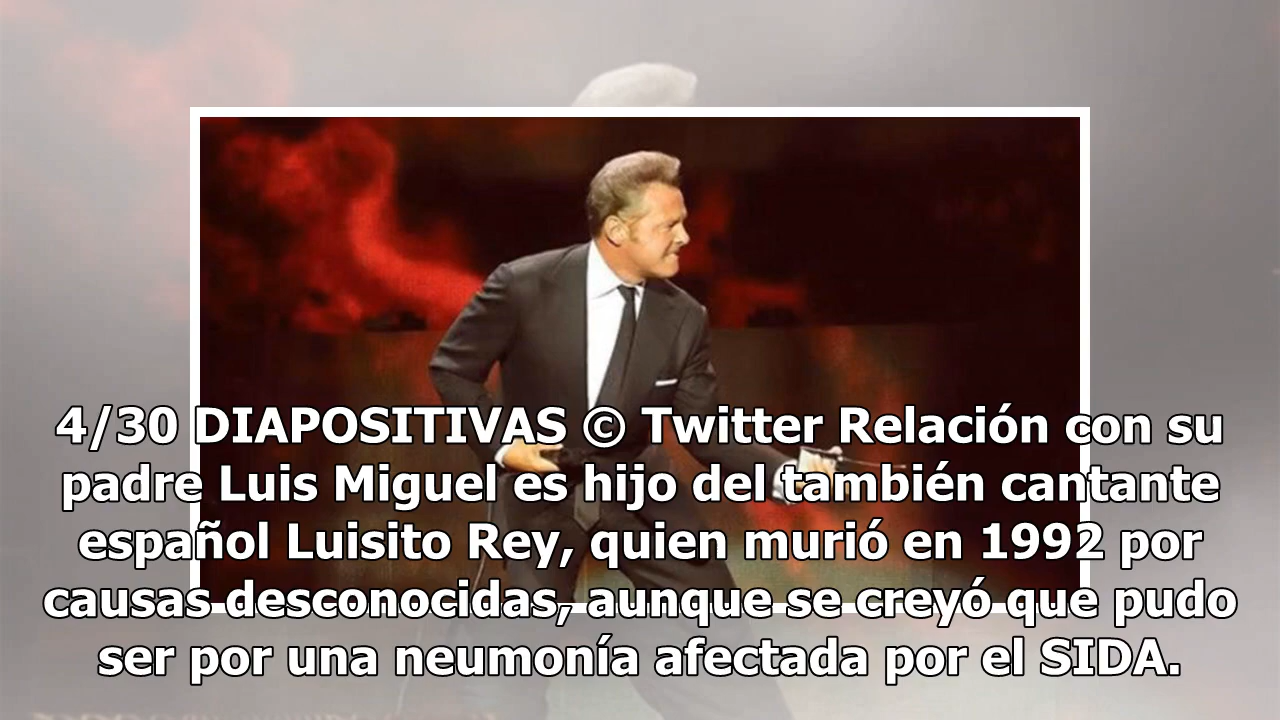 4/30 DIAPOSITIVAS © Twitter Relación con su
padre Luis Miguel es hijo del también cantante
español Luisito Rey, quien murió en 1992 por
causas desconocidas, aunque se creyó que pudo
ser por una neumonía afectada por el SIDA.